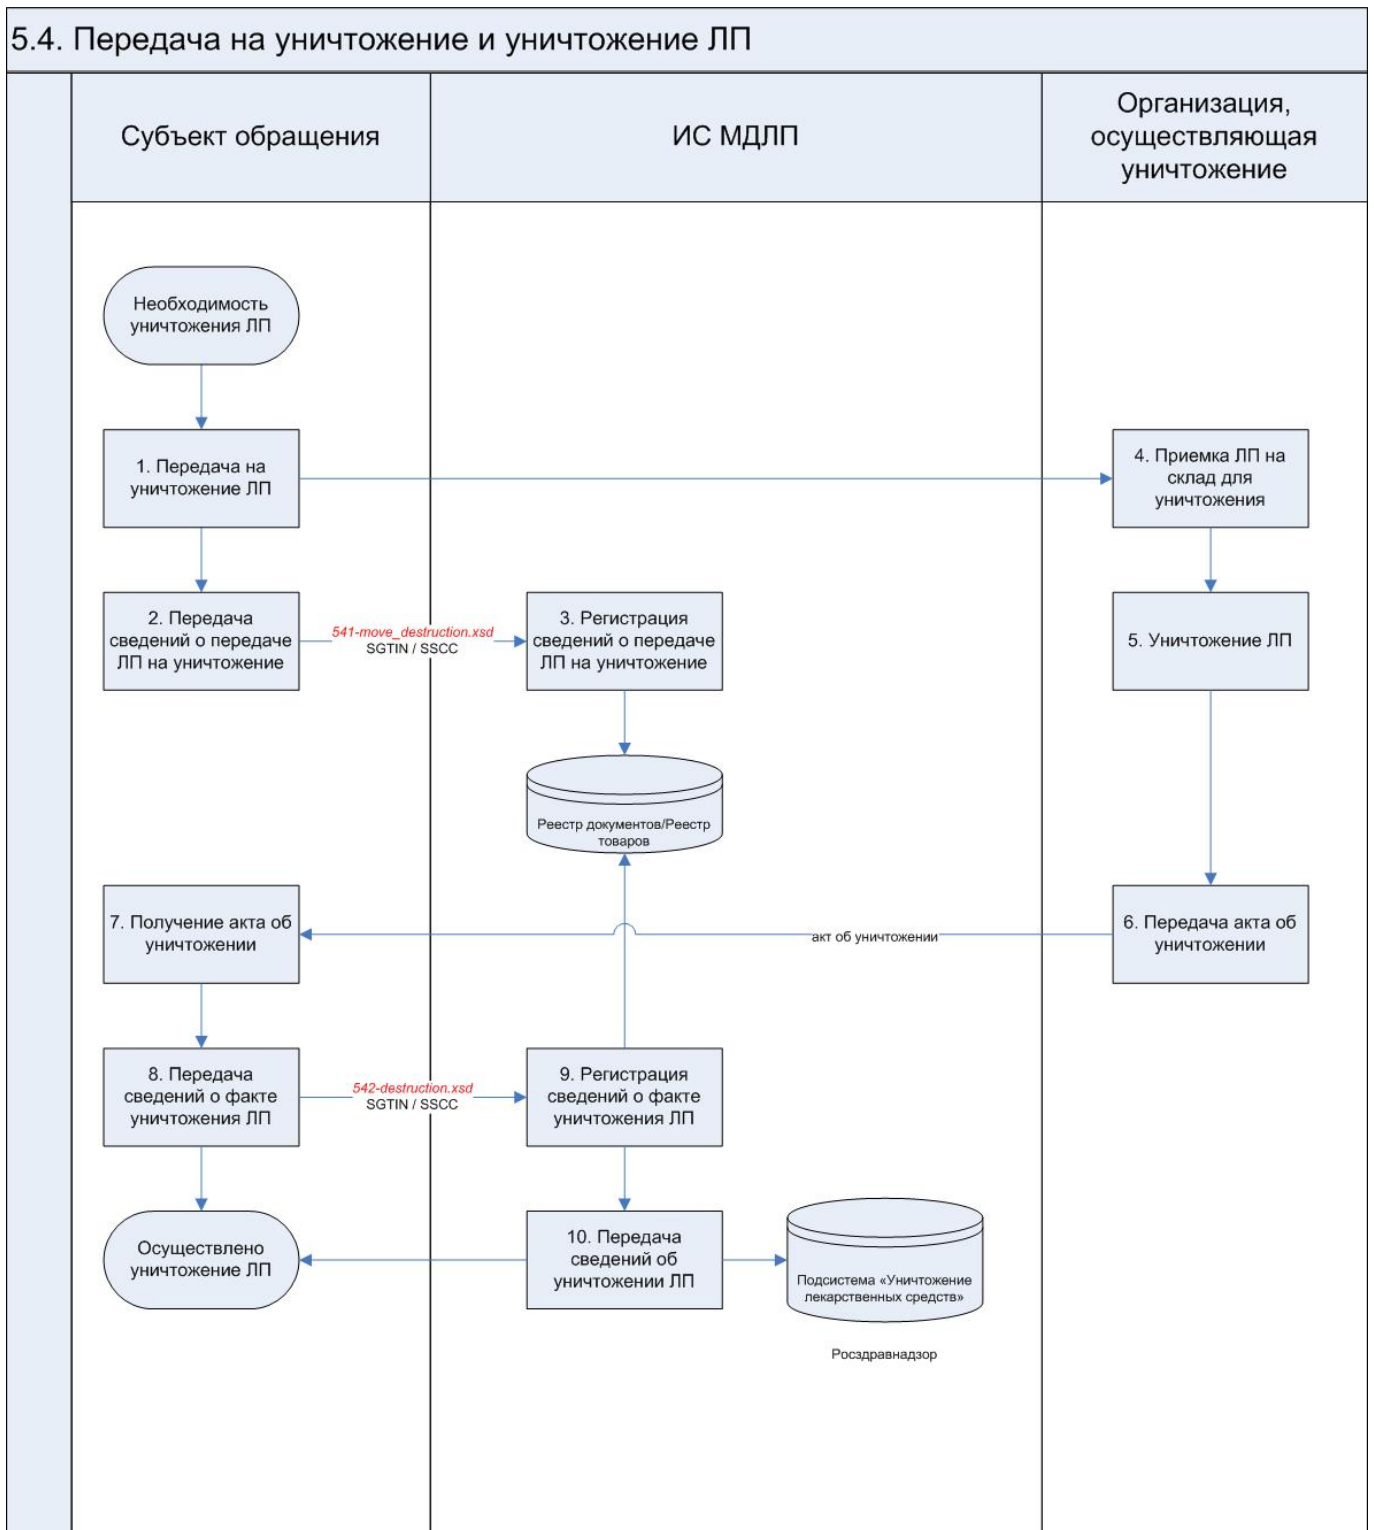 5.4. Передача на уничтожение и уничтожение ЛП
Субъект обращения
ИС МДЛП
Организация,
осуществляющая
уничтожение
Необходимость
уничтожения ЛП
1. Передача на
уничтожение ЛП
4. Приемка ЛП на
склад для
уничтожения
2. Передача
сведений о передаче
ЛП на уничтожение
541-move_destruction.xsd
SGTIN / SSCC
3. Регистрация
сведений о передаче
ЛП на уничтожение
5. Уничтожение ЛП
Реестр документов/Реестр
товаров
7. Получение акта об
уничтожении
акт об уничтожении
6. Передача акта об
уничтожении
8. Передача
сведений о факте
уничтожения ЛП
542-destruction.xsd
SGTIN / SSCC
9. Регистрация
сведений о факте
уничтожения ЛП
Осуществлено
уничтожение ЛП
10. Передача
сведений об
уничтожении ЛП
Подсистема «Уничтожение
лекарственных средств»
Росздравнадзор